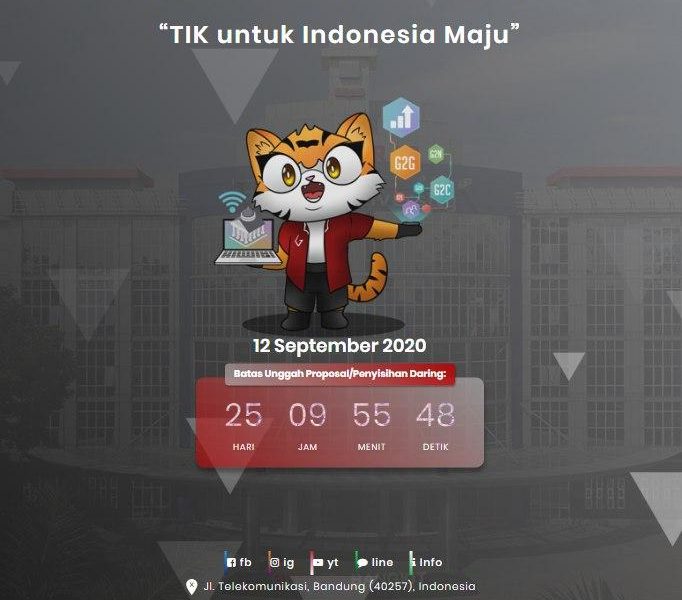 “TIK untuk Indonesia Maju”
G2G
G2N
G2C
12 September 2020
Batas Unggah Proposal/Penyisihan Daring:
25 09 55 48
HARI JAM MENIT DETIK
fb ig yt line Info
Jl. Telekomunikasi, Bandung (40257), Indonesia